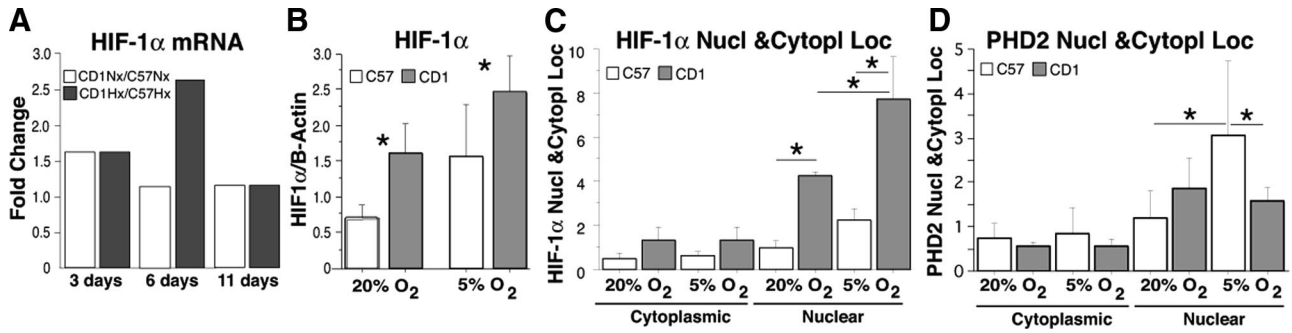 A
HIF-1α mRNA
Fold Change
3.0
2.5
2.0
1.5
1.0
0.5
0
CD1Nx/C57Nx
CD1Hx/C57Hx
3 days 6 days 11 days
B
HIF-1α
HIF1α/B-Actin
3.0
2.5
2.0
1.5
1.0
0.5
0
C57 CD1
*
*
20% O2 5% O2
C
HIF-1α Nucl &Cytopl Loc
HIF-1α Nucl &Cytopl Loc
10
8
6
4
2
0
C57 CD1
*
*
*
20% O2 5% O2 20% O2 5% O2
Cytoplasmic Nuclear
D
PHD2 Nucl &Cytopl Loc
PHD2 Nucl &Cytopl Loc
5
4
3
2
1
0
C57 CD1
*
*
20% O2 5% O2 20% O2 5% O2
Cytoplasmic Nuclear